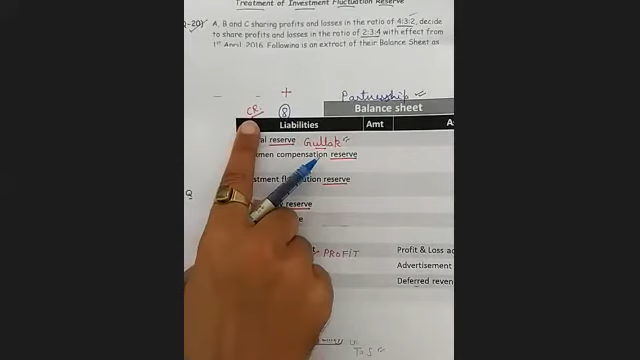 Treatment of Investment Fluctuation Reserve
Q-20) A, B and C sharing profits and losses in the ratio of 4:3:2, decide
to share profits and losses in the ratio of 2:3:4 with effect from
1st April, 2016. Following is an extract of their Balance Sheet as
- - + Partnership
CR. 8 Balance sheet
Liabilities Amt
reserve Gullak
compensation reserve
reserve
reserve
PROFIT Profit & Loss
Advertisement
Deferred